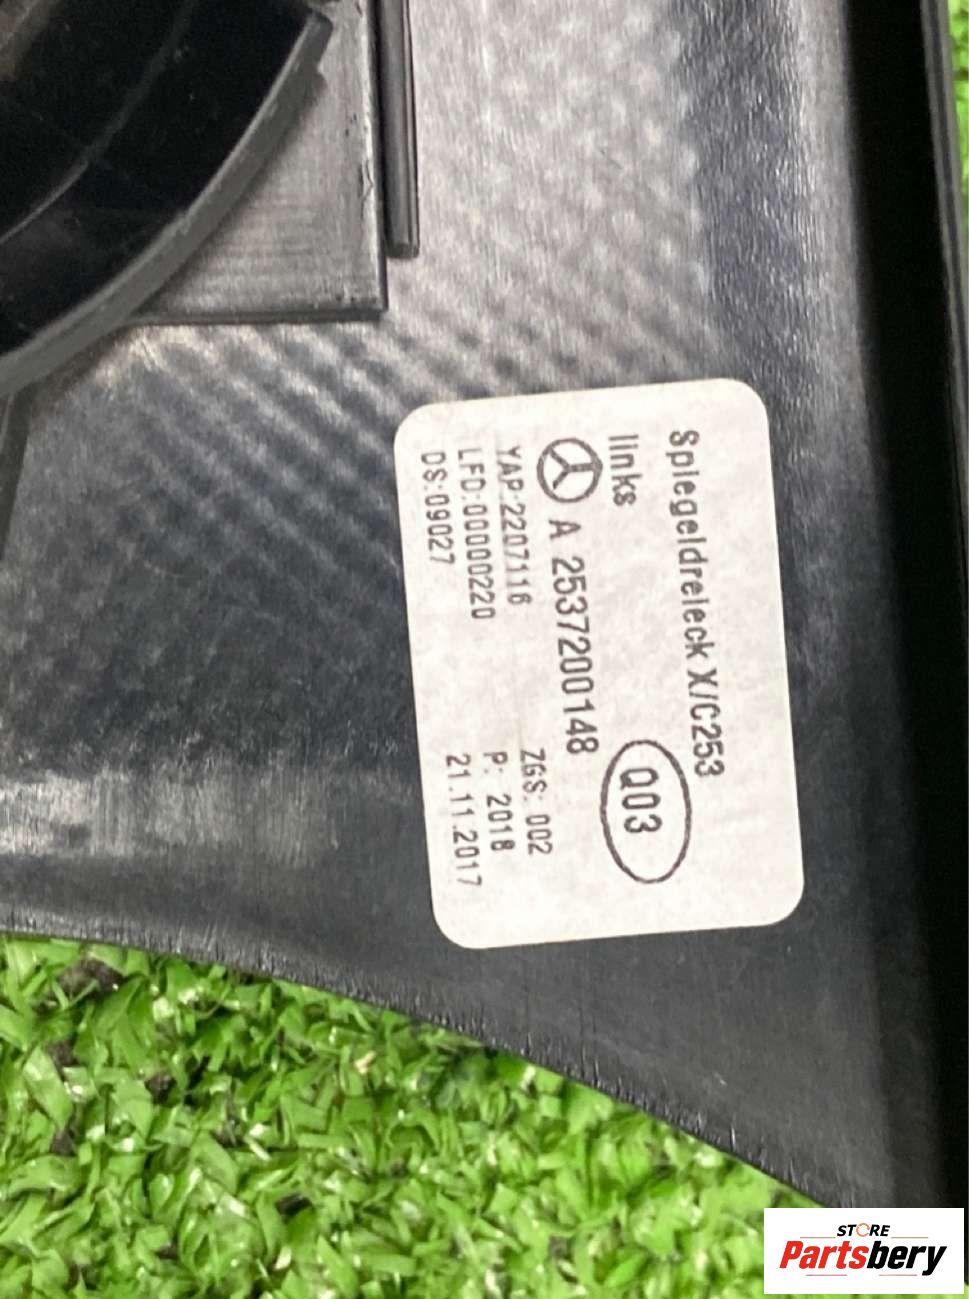 Spiegeldreieck X/C253
links
Q03
A 2537200148
YAP:2207116
ZGS: 002
LFD:00000220
P: 2018
DS:09027
21.11.2017
STORE
Partsbery